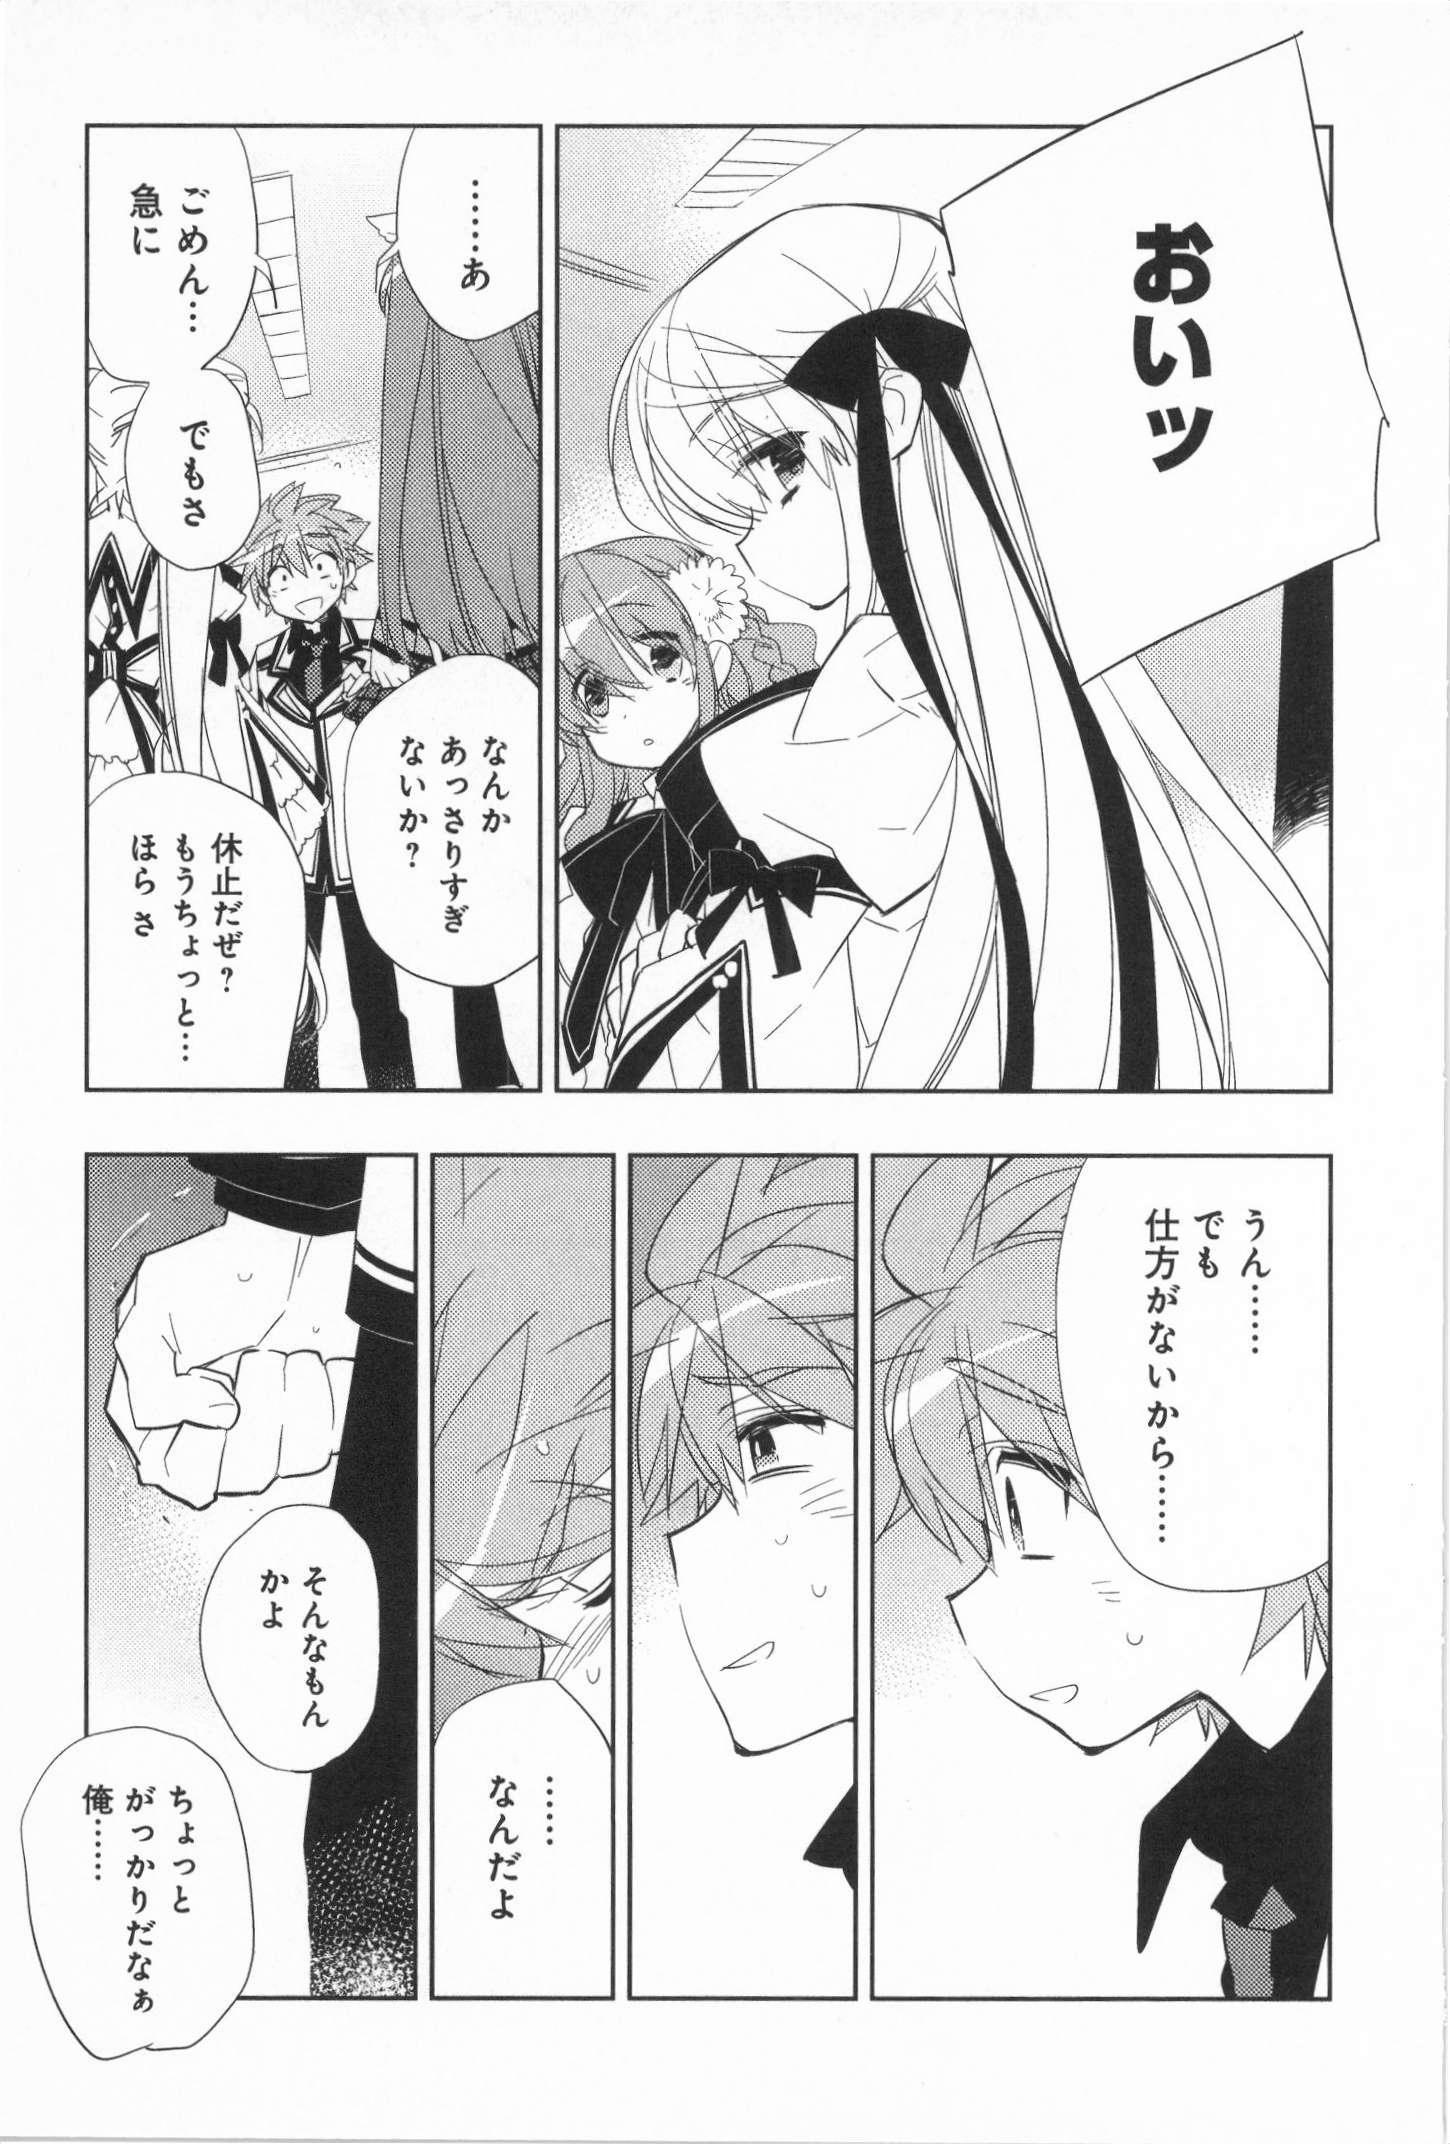 おいッ
……あ
ごめん…
急に
でもさ
なんか
あっさりすぎ
ないか？
休止だぜ？
もうちょっと…
ほらさ
うん……
でも
仕方がないから……
……
なんだよ
そんなもん
かよ
ちょっと
がっかりだなぁ
俺……